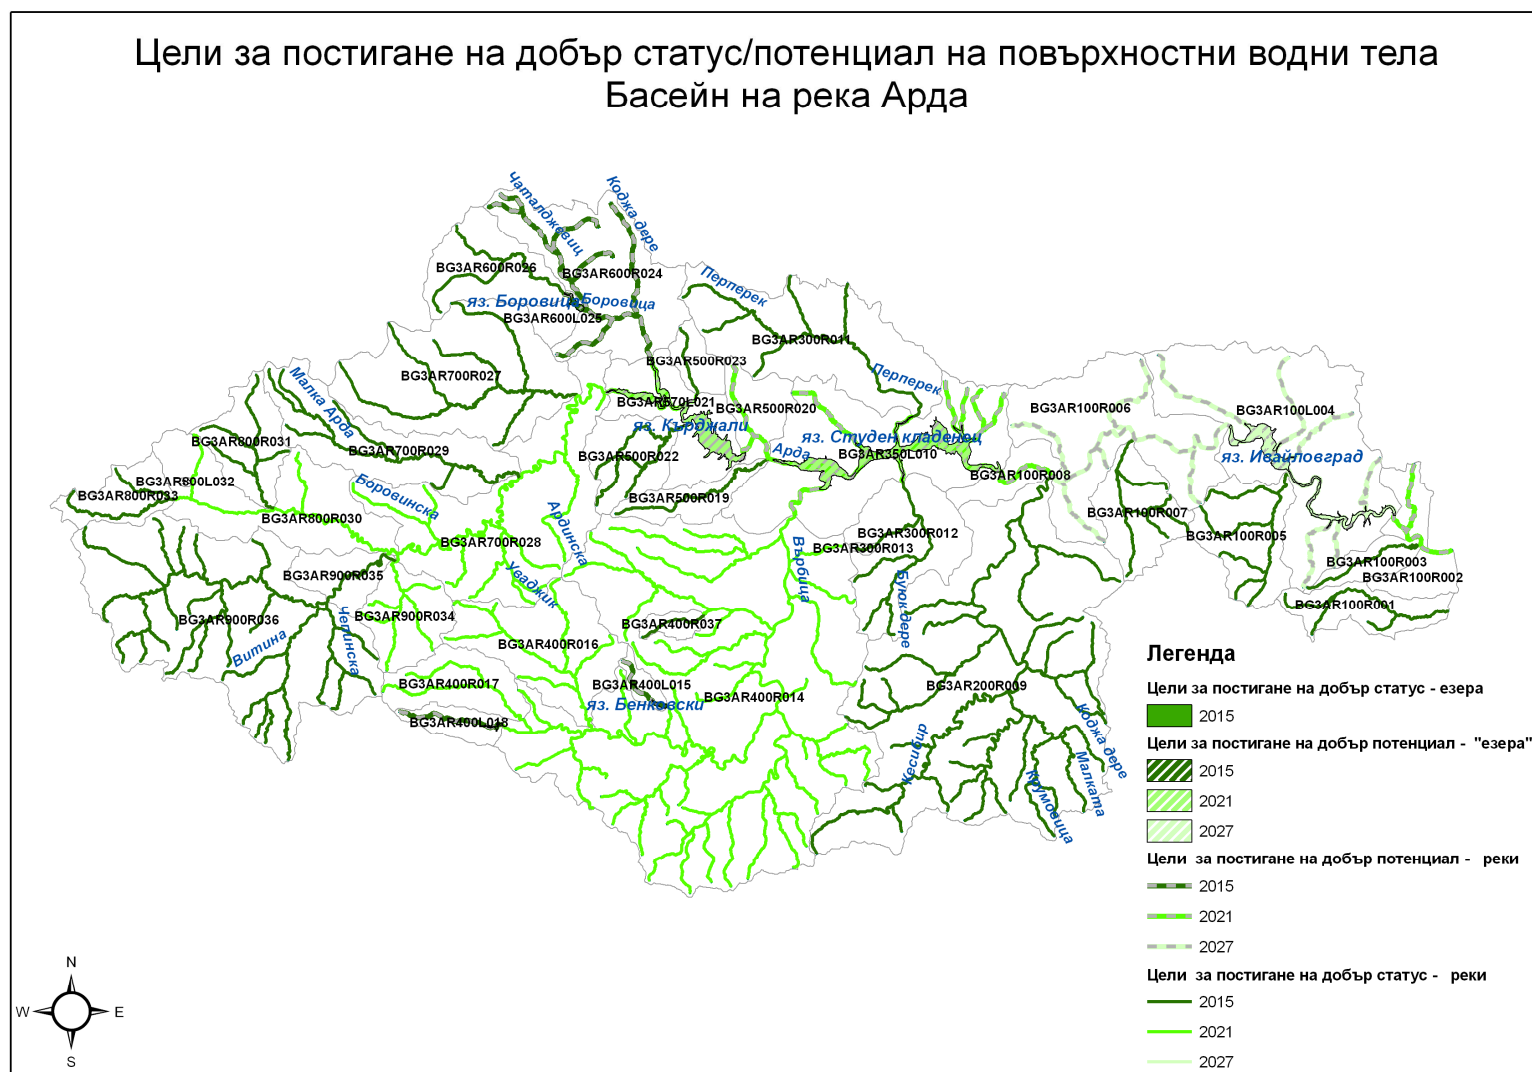 Цели за постигане на добър статус/потенциал на повърхностни водни тела
Басейн на река Арда
Чаталджевиц
Коджа дере
BG3AR600R026
BG3AR600R024
Перперек
яз. Боровица
Боровица
BG3AR600L025
BG3AR300R011
BG3AR500R023
Малка Арда
BG3AR700R027
Перперек
BG3AR570L021
BG3AR500R020
BG3AR100R006
BG3AR100L004
яз. Кърджали
BG3AR800R031
яз. Студен кладенец
BG3AR700R029
BG3AR500R022
Арда
BG3AR350L010
яз. Ивайловград
BG3AR100R008
BG3AR800L032
BG3AR800R033
Боровинска
BG3AR500R019
BG3AR100R007
BG3AR800R030
Ардинска
BG3AR300R012
BG3AR100R005
BG3AR700R028
BG3AR300R013
Върбица
BG3AR100R003
BG3AR900R035
Уваджик
BG3AR100R002
Буюк дере
BG3AR100R001
BG3AR900R034
BG3AR900R036
BG3AR400R037
Чепинска
Витина
BG3AR400R016
Легенда
BG3AR400R017
BG3AR400L015
BG3AR200R009
Цели за постигане на добър статус - езера
BG3AR400R014
яз. Бенковски
2015
BG3AR400L018
Коджа дере
Цели за постигане на добър потенциал - "езера"
Кесибир
2015
Малката
2021
Крумовица
2027
Цели за постигане на добър потенциал - реки
2015
2021
2027
Цели за постигане на добър статус - реки
2015
2021
2027
N
W
E
S